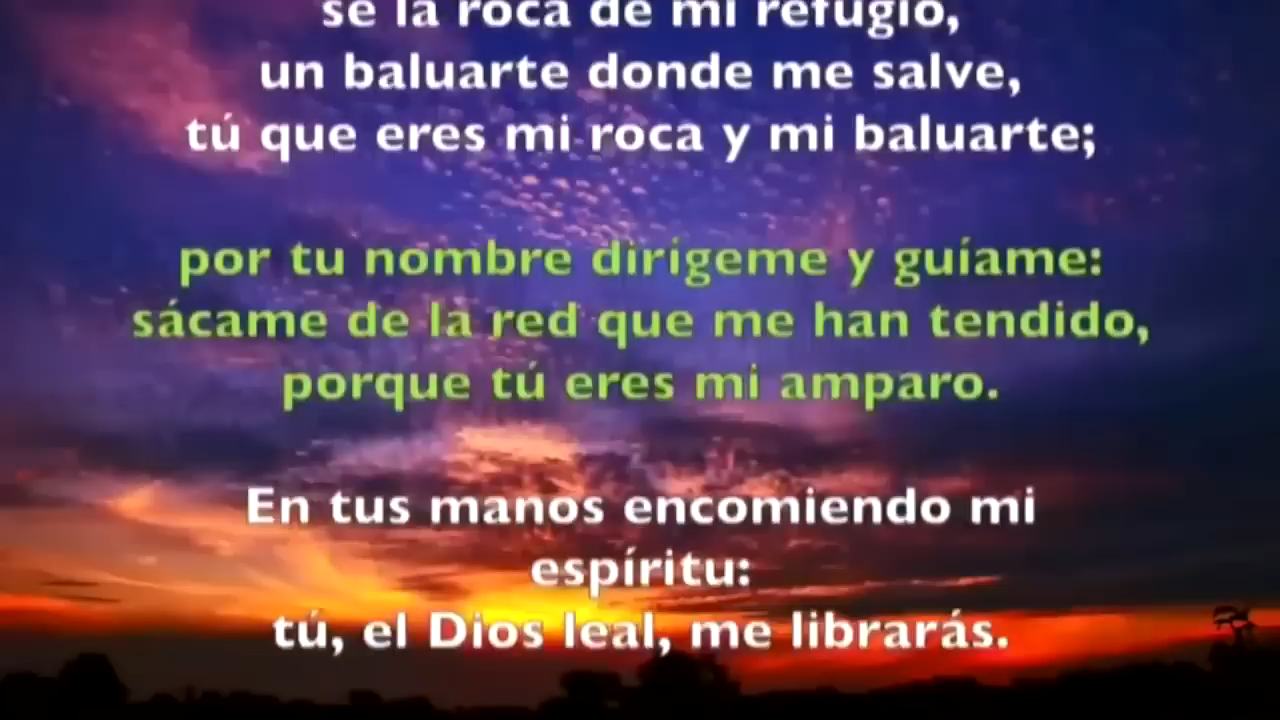 sé la roca de mi refugio,
un baluarte donde me salve,
tú que eres mi roca y mi baluarte;
por tu nombre dirígeme y guíame:
sácame de la red que me han tendido,
porque tú eres mi amparo.
En tus manos encomiendo mi
espíritu:
tú, el Dios leal, me librarás.